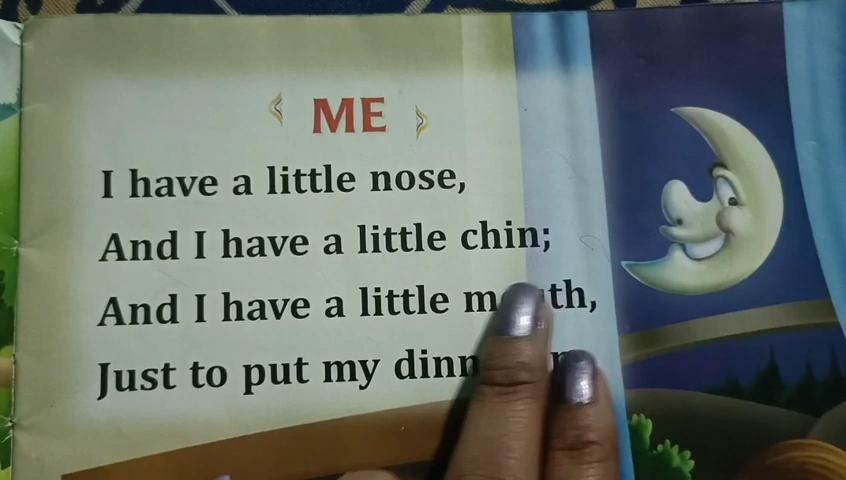 ME
I have a little nose,
And I have a little chin;
And I have a little
Just to put my